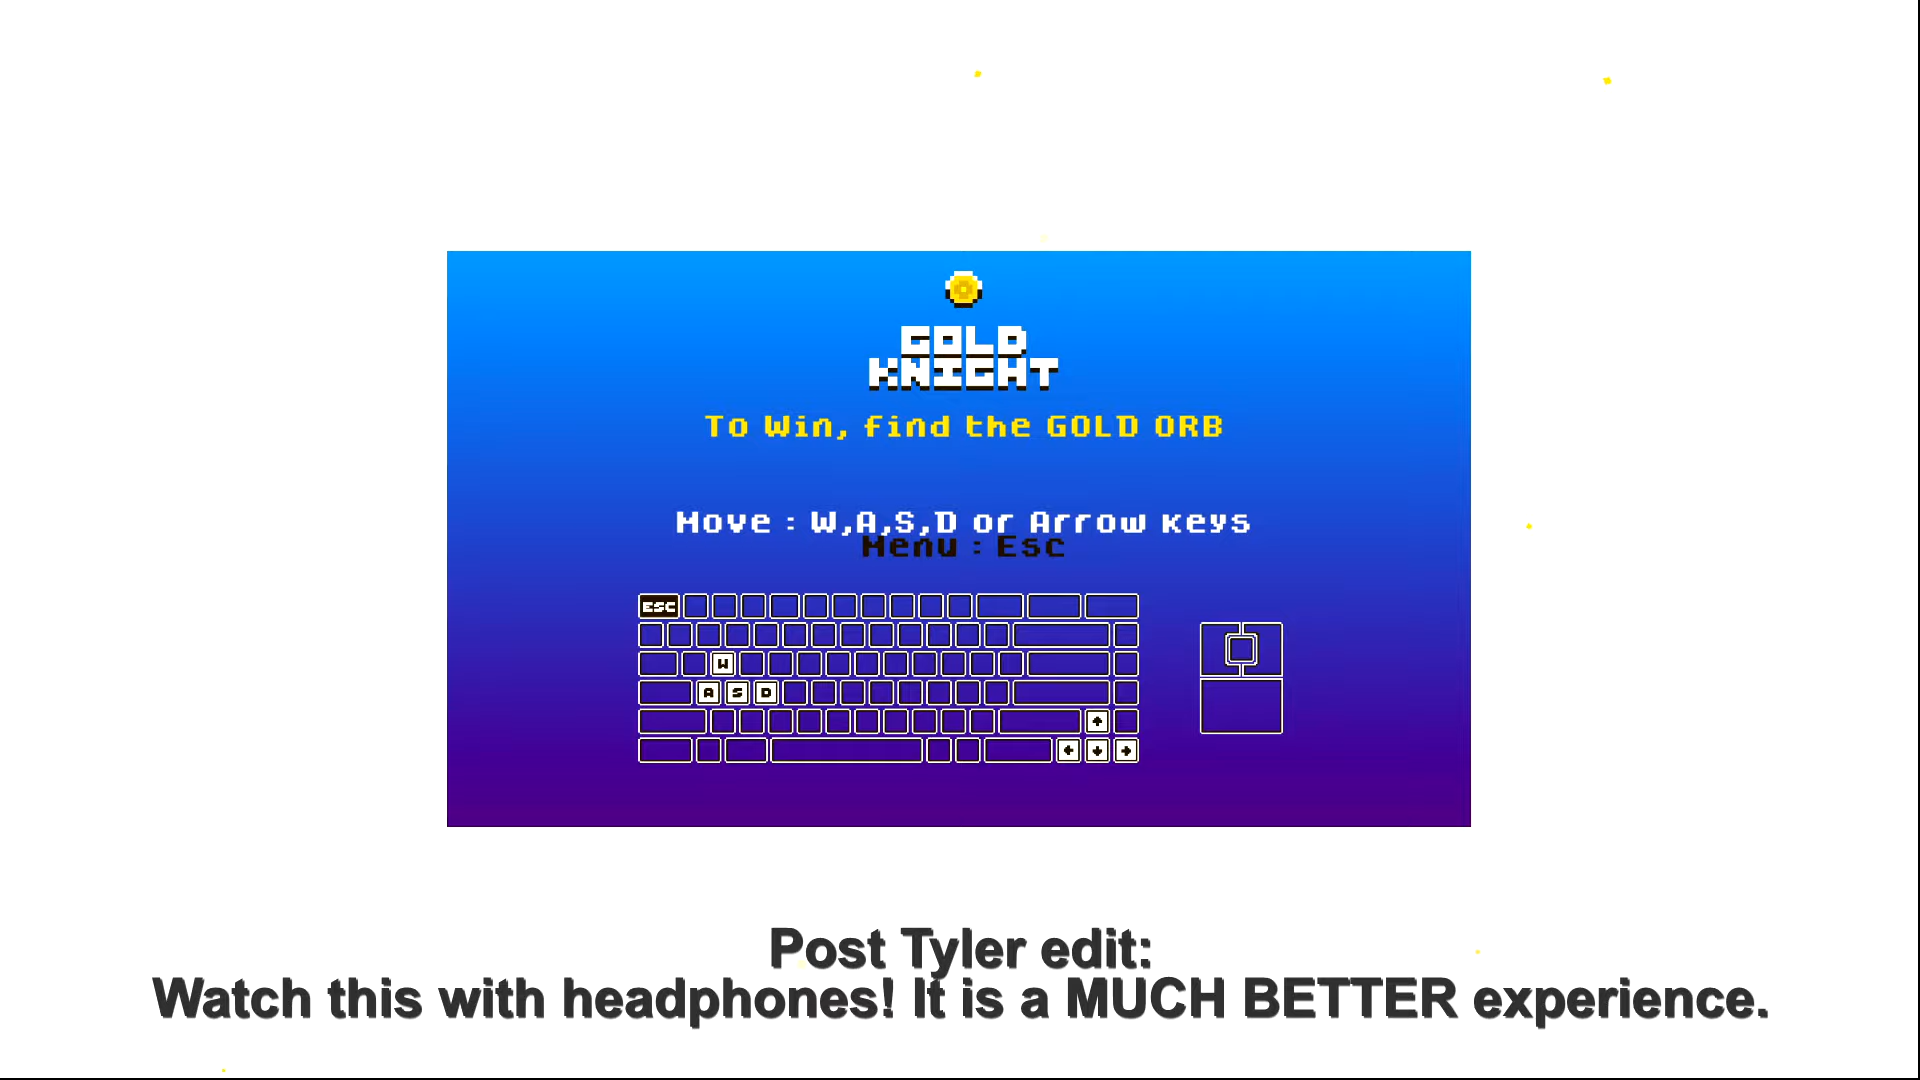 GOLD
KNIGHT
To Win, find the GOLD ORB
Move : W,A,S,D or Arrow keys
Menu : Esc
ESC
W
A S D
Post Tyler edit:
Watch this with headphones! It is a MUCH BETTER experience.